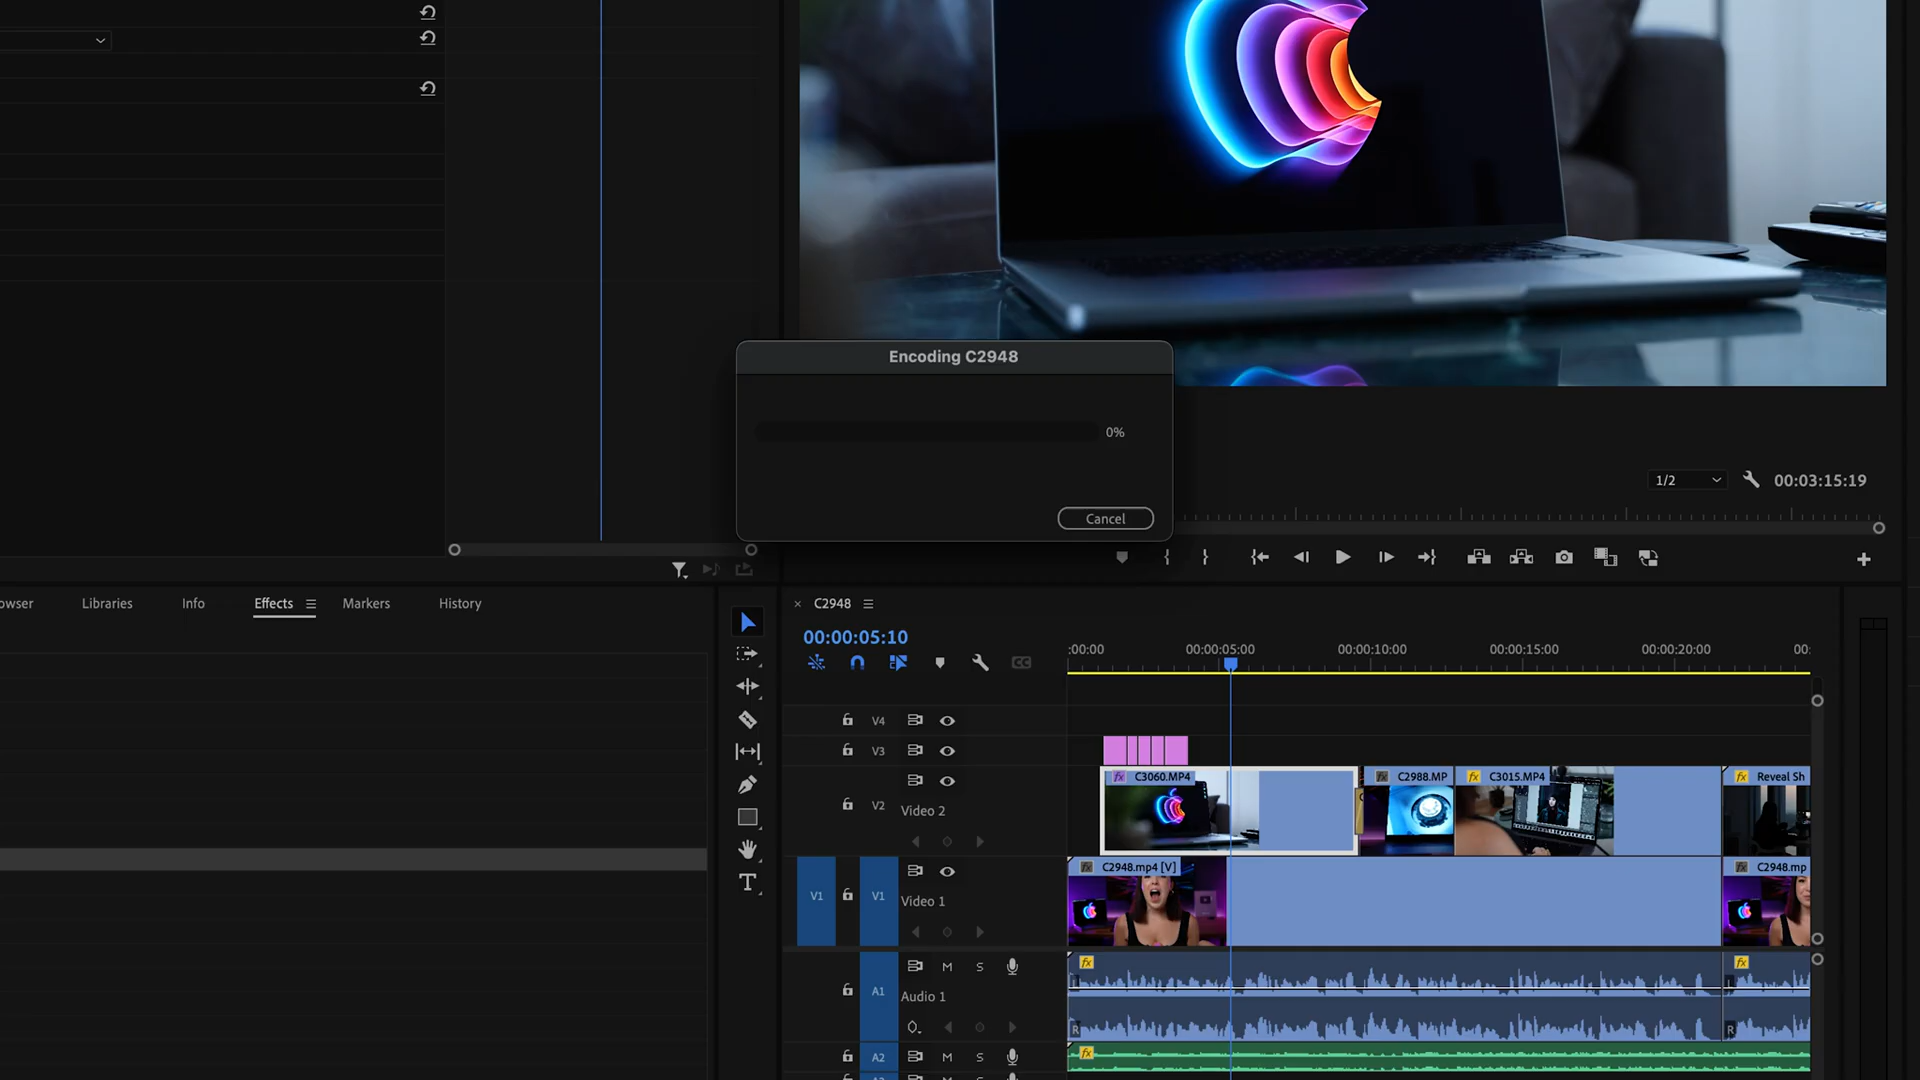 Encoding C2948
0%
Cancel
1/2
00:03:15:19
owser
Libraries
Info
Effects
Markers
History
C2948
00:00:05:10
:00:00
00:00:05:00
00:00:10:00
00:00:15:00
00:00:20:00
00:
V4
V3
C3060.MP4
C2988.MP
C3015.MP4
Reveal Sh
V2
Video 2
C2948.mp4 [V]
C2948.mp
V1
V1
Video 1
M
S
A1
Audio 1
R
R
A2
M
S